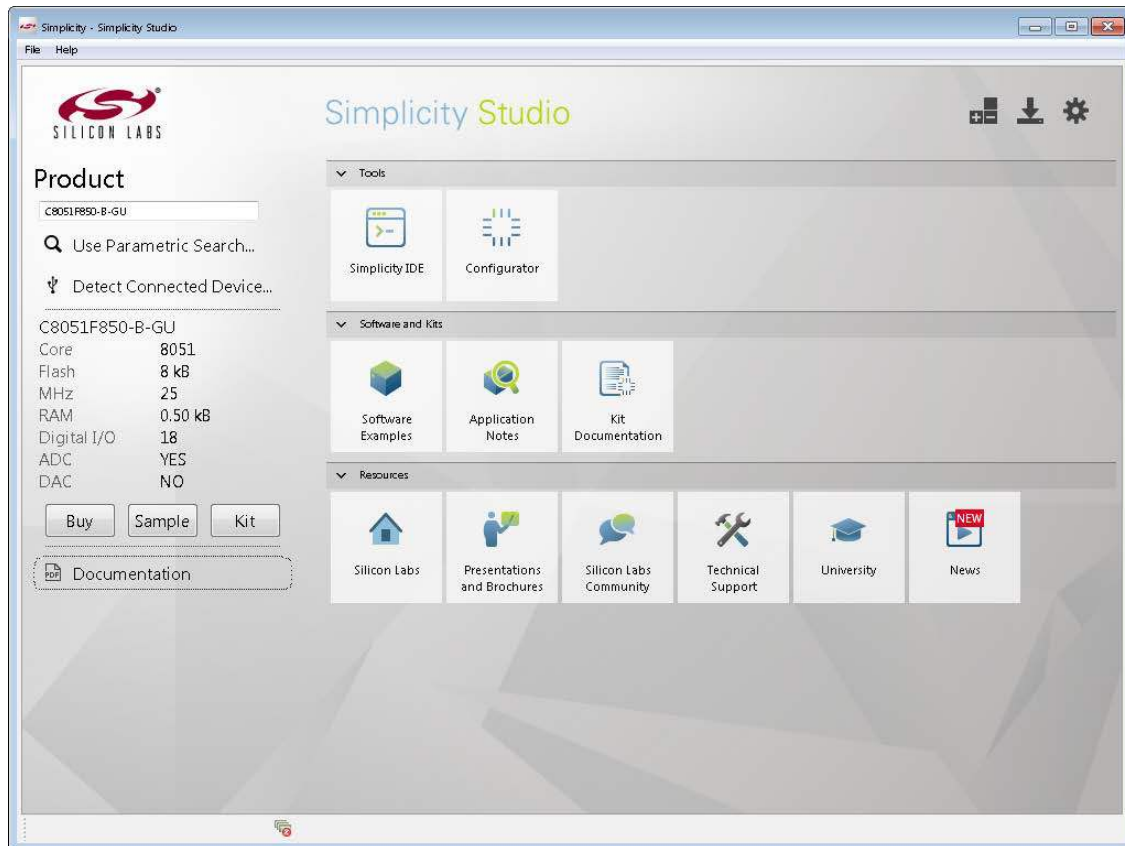 Simplicity - Simplicity Studio
File Help
SILICON LABS
Simplicity Studio
Product
C8051F850-B-GU
Use Parametric Search...
Detect Connected Device...
C8051F850-B-GU
Core 8051
Flash 8 kB
MHz 25
RAM 0.50 kB
Digital I/O 18
ADC YES
DAC NO
Buy Sample Kit
PDF Documentation
Tools
Simplicity IDE
Configurator
Software and Kits
Software
Examples
Application
Notes
Kit
Documentation
Resources
Silicon Labs
Presentations
and Brochures
Silicon Labs
Community
Technical
Support
University
NEW
News
2